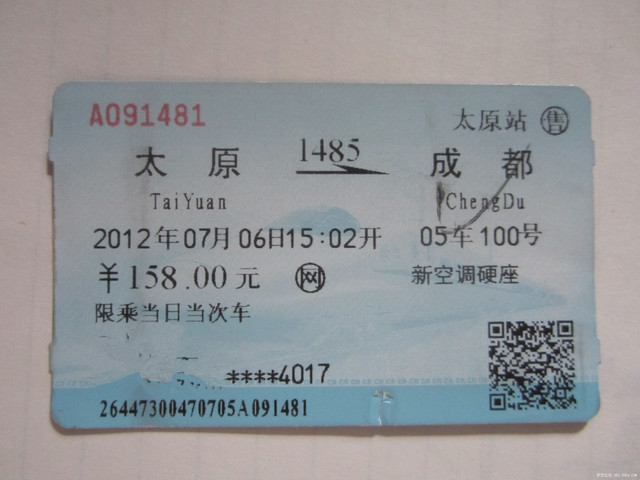 A091481 太原站 售
太原 1485 成都
TaiYuan ChengDu
2012年07月06日15:02开 05车100号
￥158.00元 网 新空调硬座
限乘当日当次车
****4017
26447300470705A091481